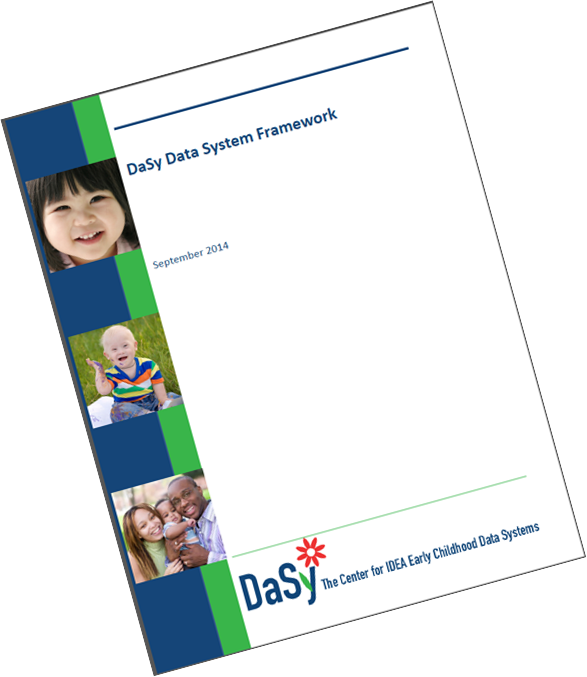 DaSy Data System Framework
September 2014
DaSy The Center for IDEA Early Childhood Data Systems